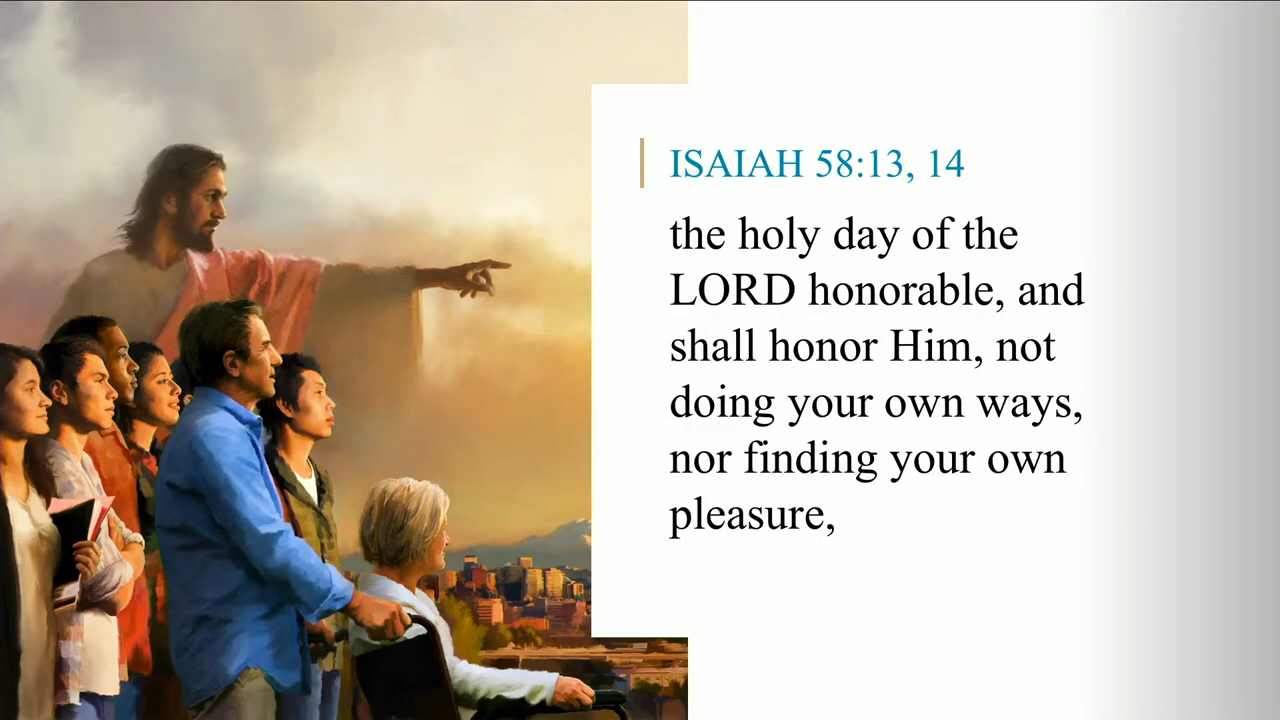 ISAIAH 58:13, 14
the holy day of the
LORD honorable, and
shall honor Him, not
doing your own ways,
nor finding your own
pleasure,